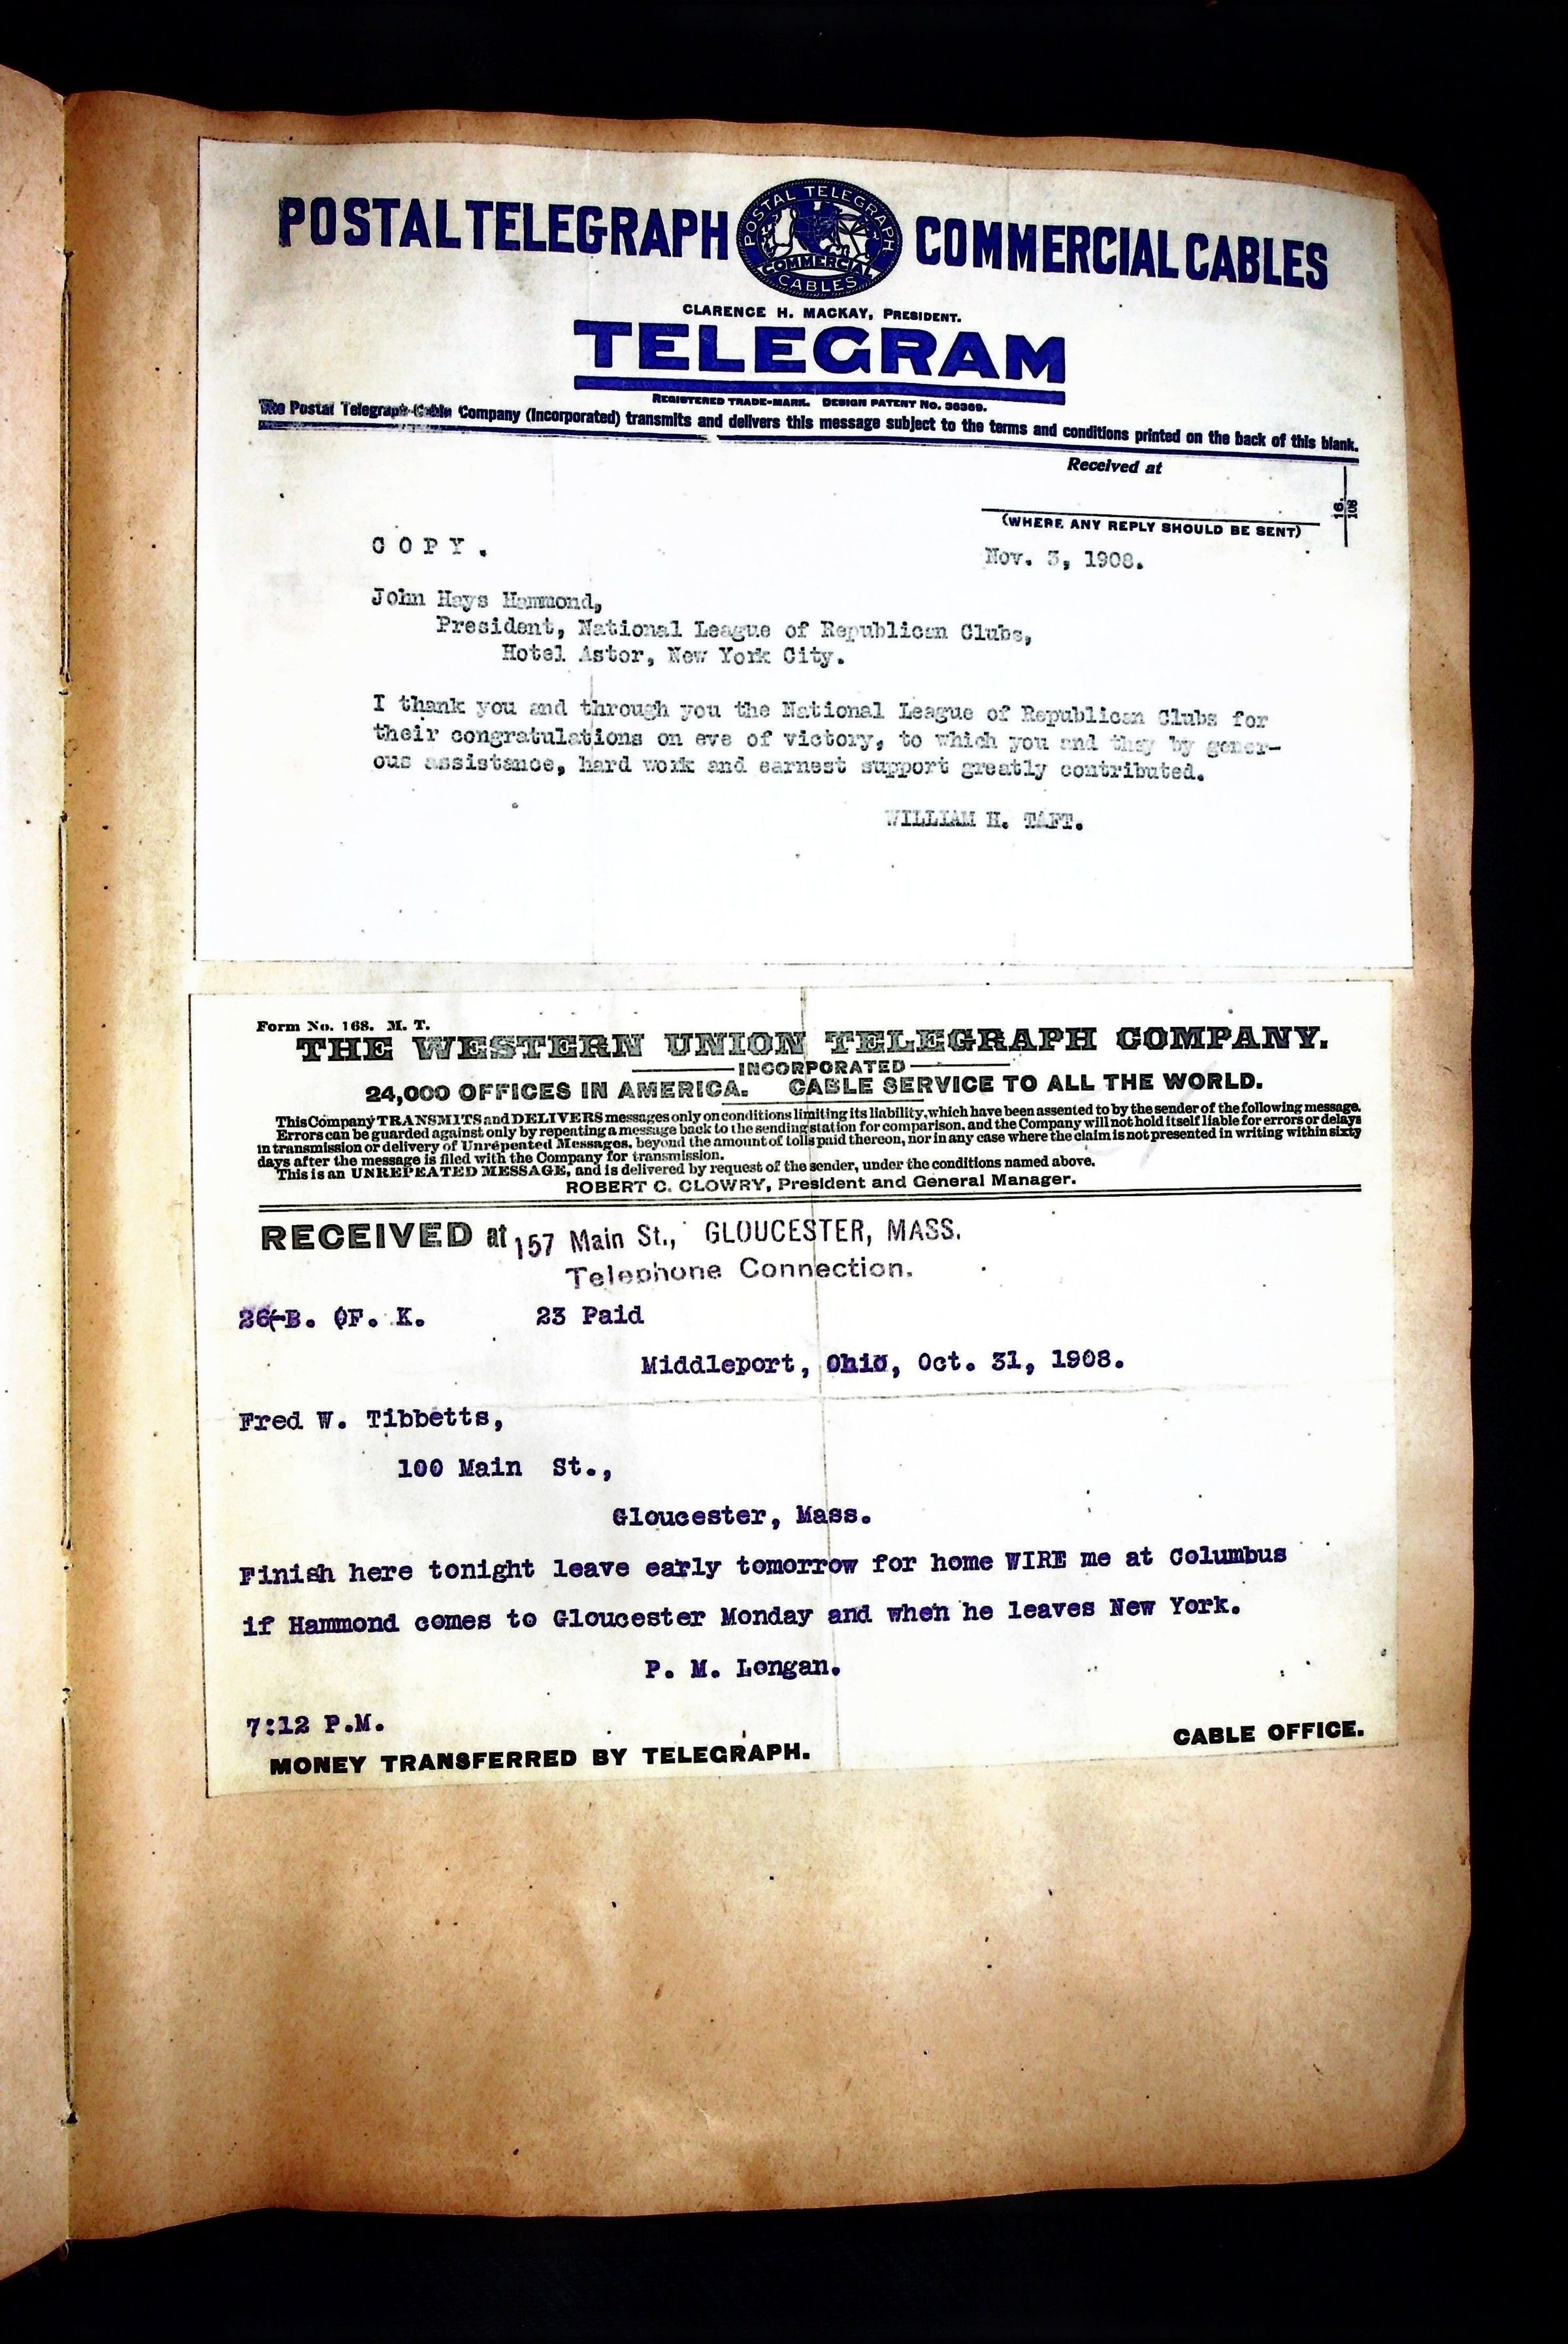 POSTAL TELEGRAPH COMMERCIAL CABLES
POSTAL TELEGRAPH
COMMERCIAL
CABLES
CLARENCE H. MACKAY, PRESIDENT.
TELEGRAM
REGISTERED TRADE-MARK. DESIGN PATENT No. 36369.
The Postal Telegraph-Cable Company (Incorporated) transmits and delivers this message subject to the terms and conditions printed on the back of this blank.
Received at
16.
108
(WHERE ANY REPLY SHOULD BE SENT)
COPY.
Nov. 3, 1908.
John Hays Hammond,
President, National League of Republican Clubs,
Hotel Astor, New York City.
I thank you and through you the National League of Republican Clubs for
their congratulations on eve of victory, to which you and they by gener-
ous assistance, hard work and earnest support greatly contributed.
WILLIAM H. TAFT.
Form No. 168. M. T.
THE WESTERN UNION TELEGRAPH COMPANY.
INCORPORATED
24,000 OFFICES IN AMERICA. CABLE SERVICE TO ALL THE WORLD.
This Company TRANSMITS and DELIVERS messages only on conditions limiting its liability, which have been assented to by the sender of the following message.
Errors can be guarded against only by repeating a message back to the sending station for comparison, and the Company will not hold itself liable for errors or delays
in transmission or delivery of Unrepeated Messages, beyond the amount of tolls paid thereon, nor in any case where the claim is not presented in writing within sixty
days after the message is filed with the Company for transmission.
This is an UNREPEATED MESSAGE, and is delivered by request of the sender, under the conditions named above.
ROBERT C. CLOWRY, President and General Manager.
RECEIVED at 157 Main St., GLOUCESTER, MASS.
Telephone Connection.
26-B. OF. K. 23 Paid
Middleport, Ohio, Oct. 31, 1908.
Fred W. Tibbetts,
100 Main St.,
Gloucester, Mass.
Finish here tonight leave early tomorrow for home WIRE me at Columbus
if Hammond comes to Gloucester Monday and when he leaves New York.
P. M. Longan.
7:12 P.M.
MONEY TRANSFERRED BY TELEGRAPH. CABLE OFFICE.